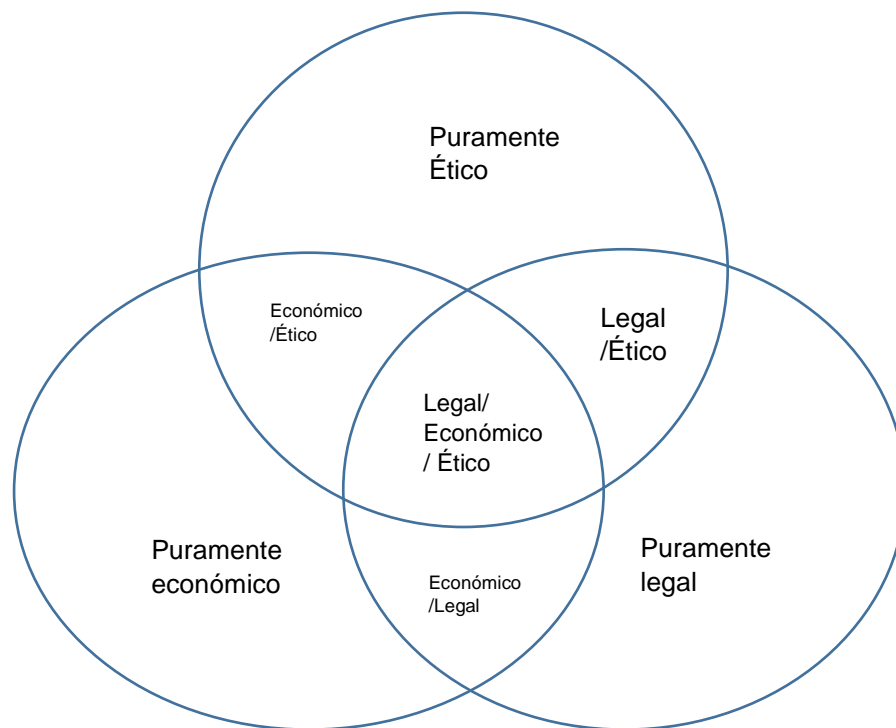 Puramente
Ético
Económico
/Ético
Legal
/Ético
Legal/
Económico
/ Ético
Puramente
económico
Económico
/Legal
Puramente
legal